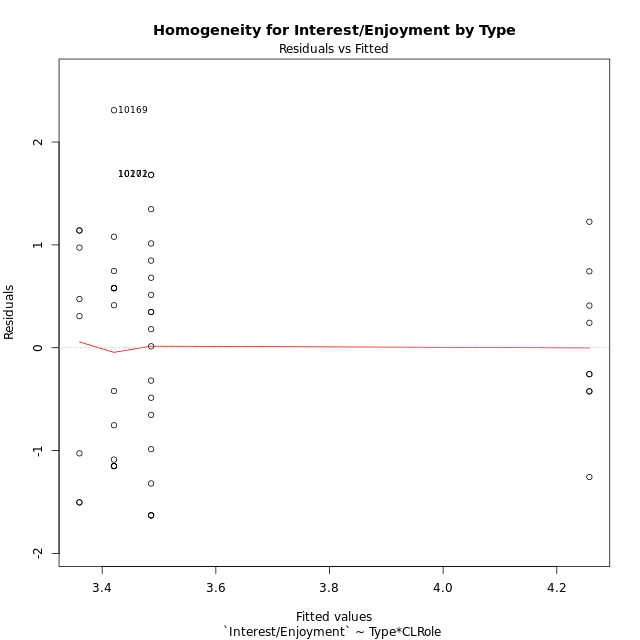 Homogeneity for Interest/Enjoyment by Type
Residuals vs Fitted
10169
2
1
0
-1
-2
Residuals
3.4 3.6 3.8 4.0 4.2
Fitted values
`Interest/Enjoyment` ~ Type*CLRole